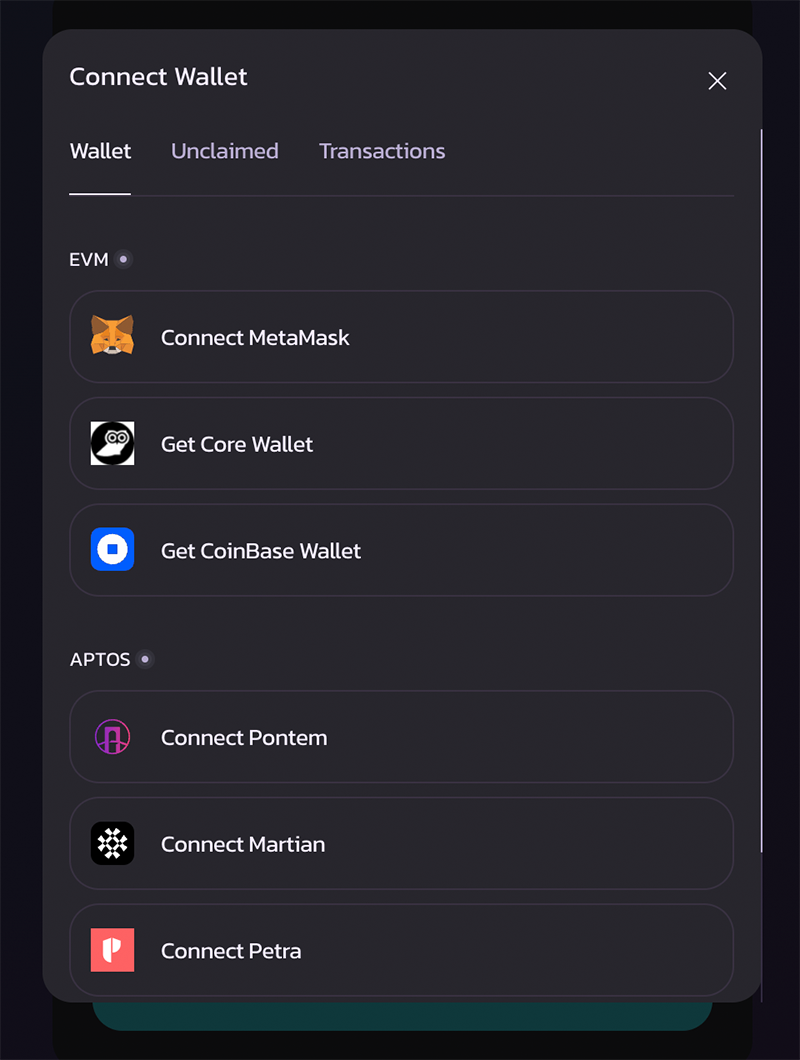 Connect Wallet
Wallet Unclaimed Transactions
EVM
Connect MetaMask
Get Core Wallet
Get CoinBase Wallet
APTOS
Connect Pontem
Connect Martian
Connect Petra